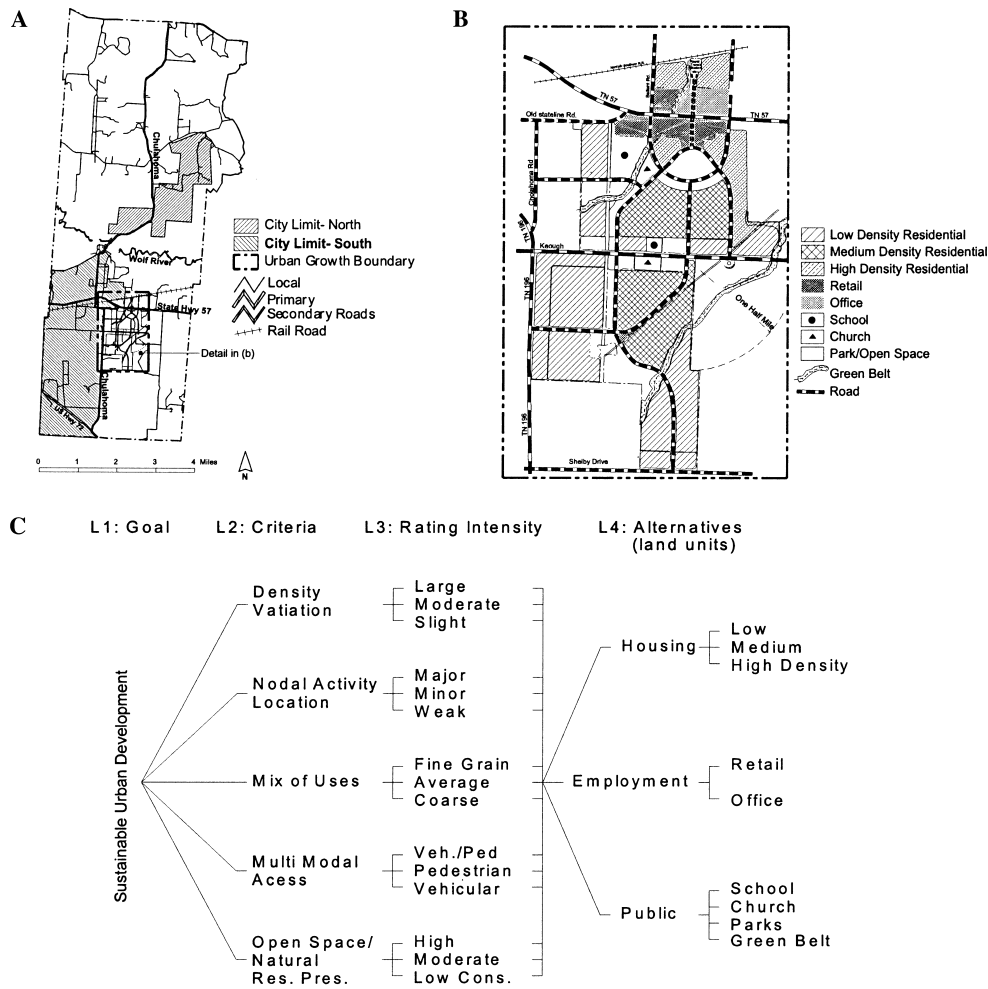 A
Chulahoma
Wolf River
State Hwy 57
Detail in (b)
Chulahoma
US Hwy 72
0 1 2 3 4 Miles
N
City Limit- North
City Limit- South
Urban Growth Boundary
Local
Primary
Secondary Roads
Rail Road
B
TN 57
TN 57
Old stateline Rd.
TN 196
Keough
TN 196
One Half Mile
TN 196
Shelby Drive
Low Density Residential
Medium Density Residential
High Density Residential
Retail
Office
School
Church
Park/Open Space
Green Belt
Road
C
L1: Goal
L2: Criteria
L3: Rating Intensity
L4: Alternatives
(land units)
Sustainable Urban Development
Density
Vatiation
Large
Moderate
Slight
Nodal Activity
Location
Major
Minor
Weak
Mix of Uses
Fine Grain
Average
Coarse
Multi Modal
Acess
Veh./Ped
Pedestrian
Vehicular
Open Space/
Natural
Res. Pres.
High
Moderate
Low Cons.
Housing
Low
Medium
High Density
Employment
Retail
Office
Public
School
Church
Parks
Green Belt